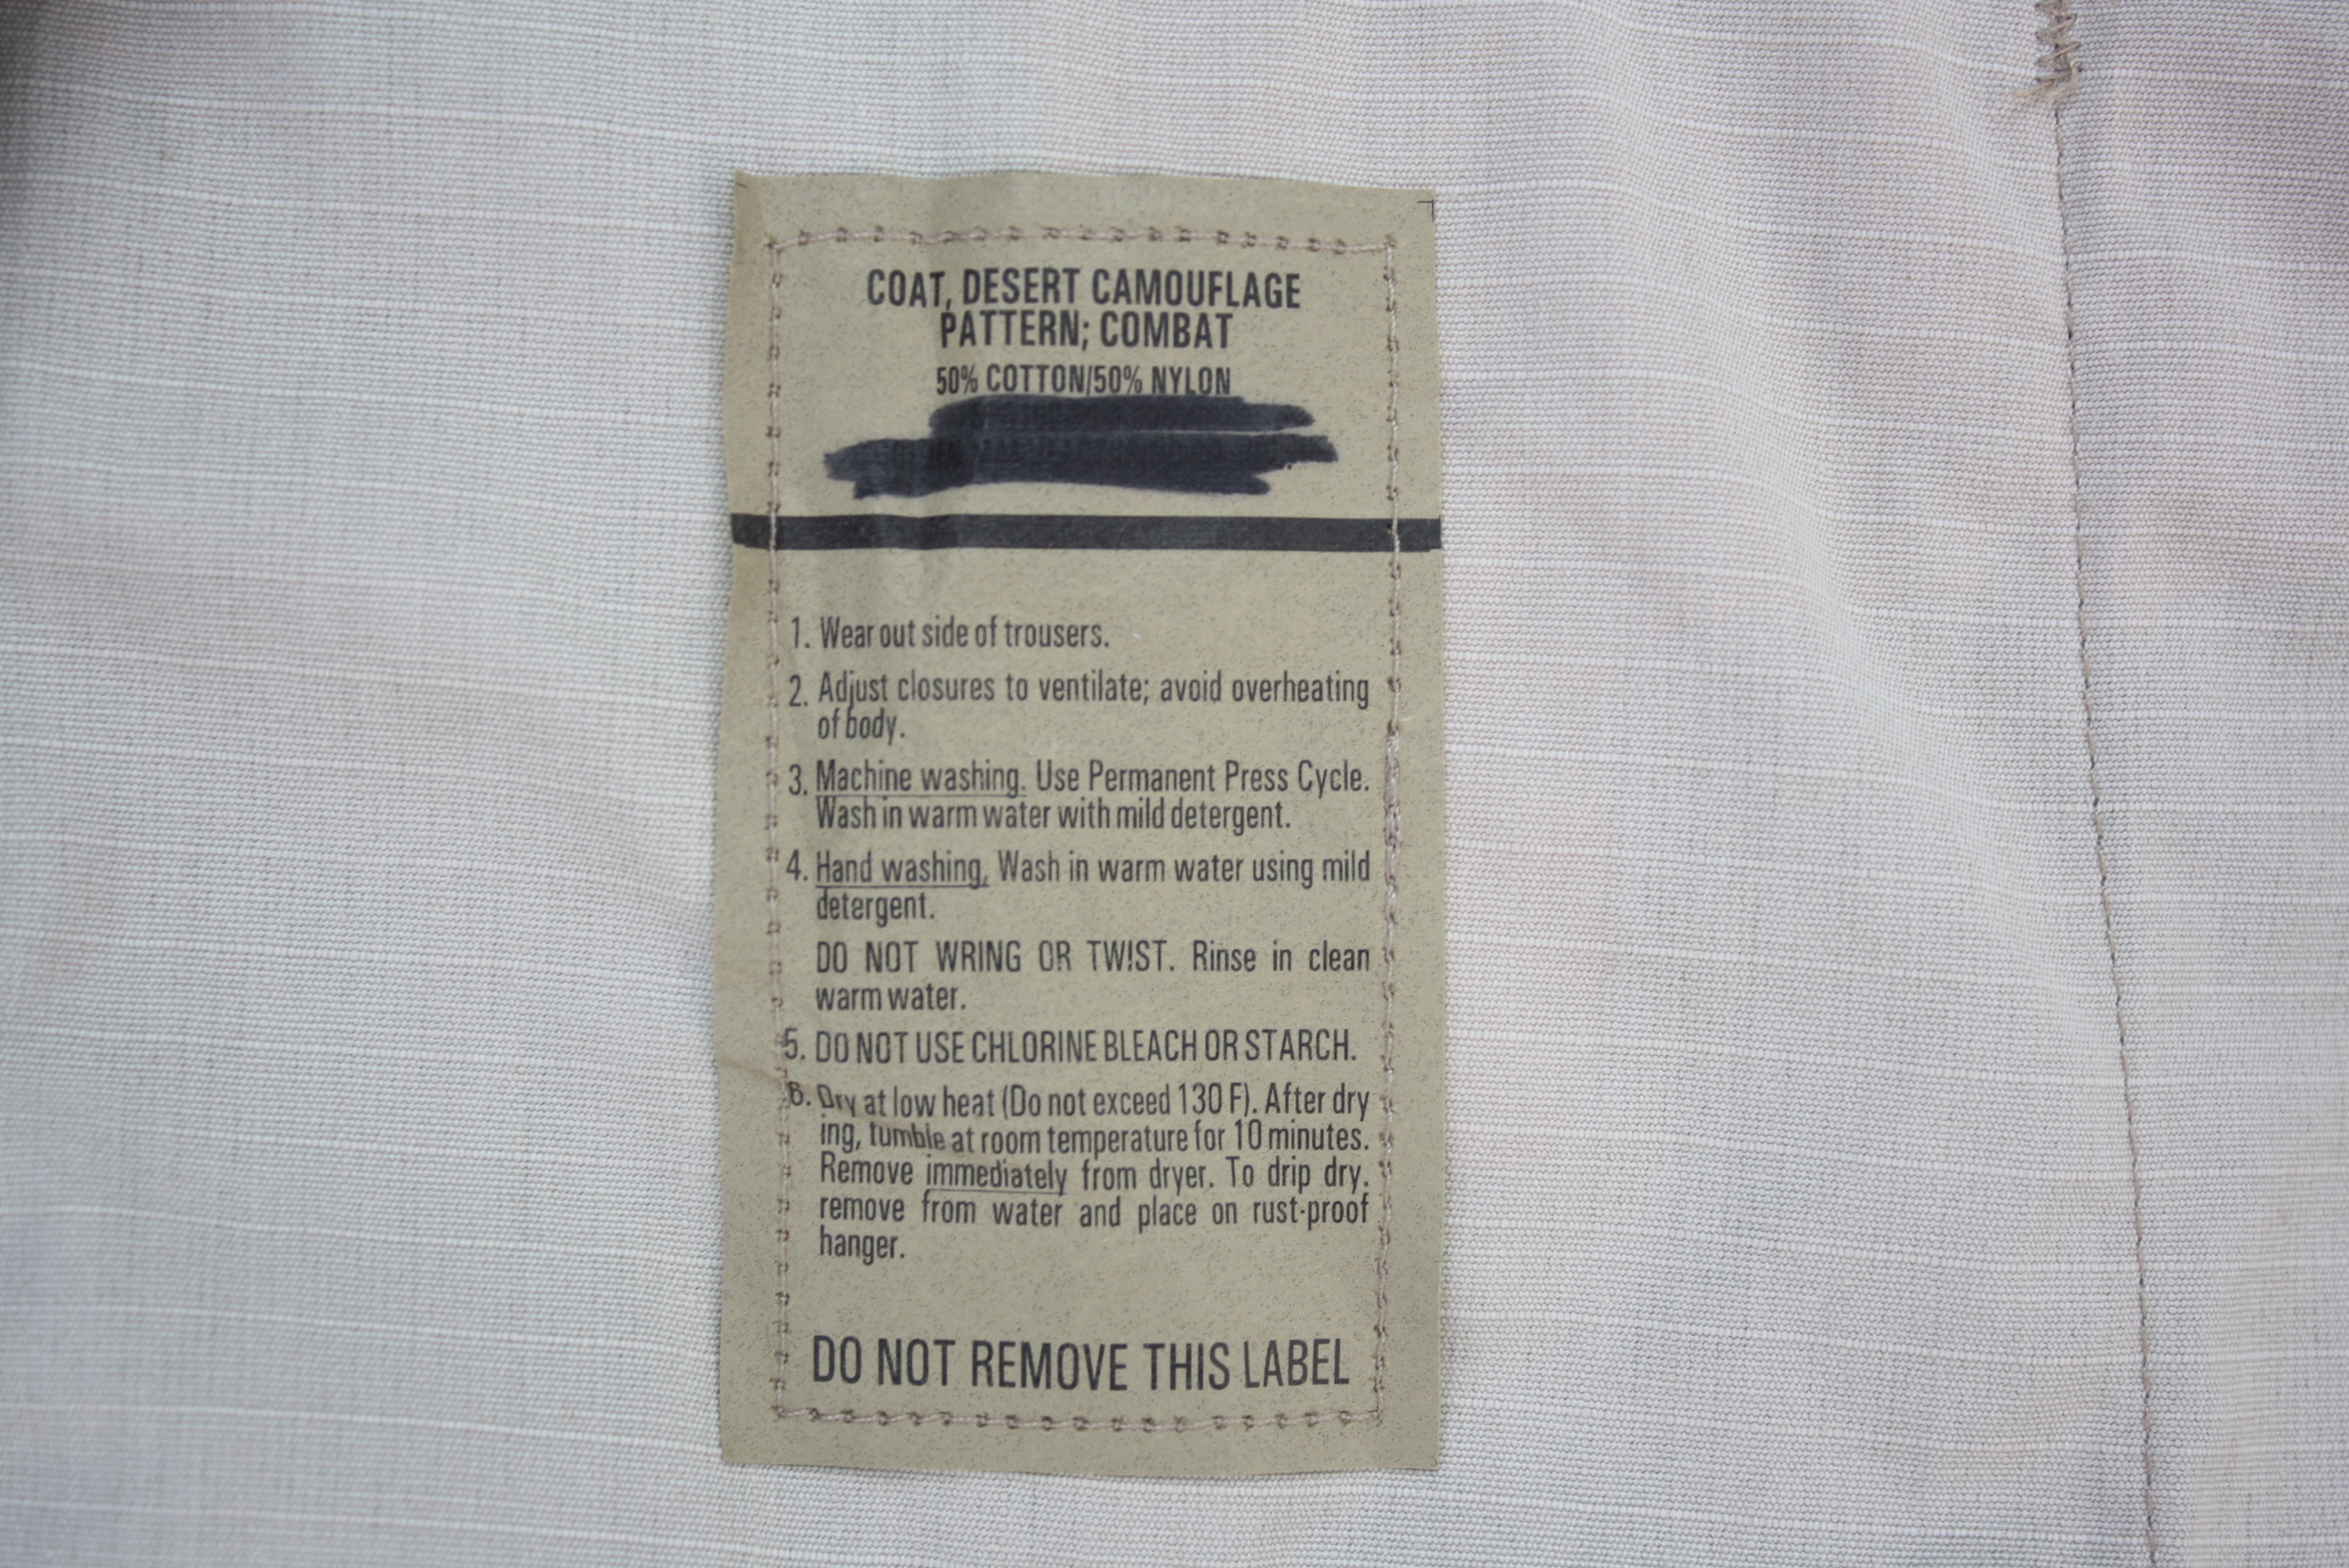 COAT, DESERT CAMOUFLAGE
PATTERN; COMBAT
50% COTTON/50% NYLON
1. Wear out side of trousers.
2. Adjust closures to ventilate; avoid overheating
of body.
3. Machine washing. Use Permanent Press Cycle.
Wash in warm water with mild detergent.
4. Hand washing, Wash in warm water using mild
detergent.
DO NOT WRING OR TWIST. Rinse in clean
warm water.
5. DO NOT USE CHLORINE BLEACH OR STARCH.
6. Dry at low heat (Do not exceed 130 F). After dry
ing, tumble at room temperature for 10 minutes.
Remove immediately from dryer. To drip dry.
remove from water and place on rust-proof
hanger.
DO NOT REMOVE THIS LABEL